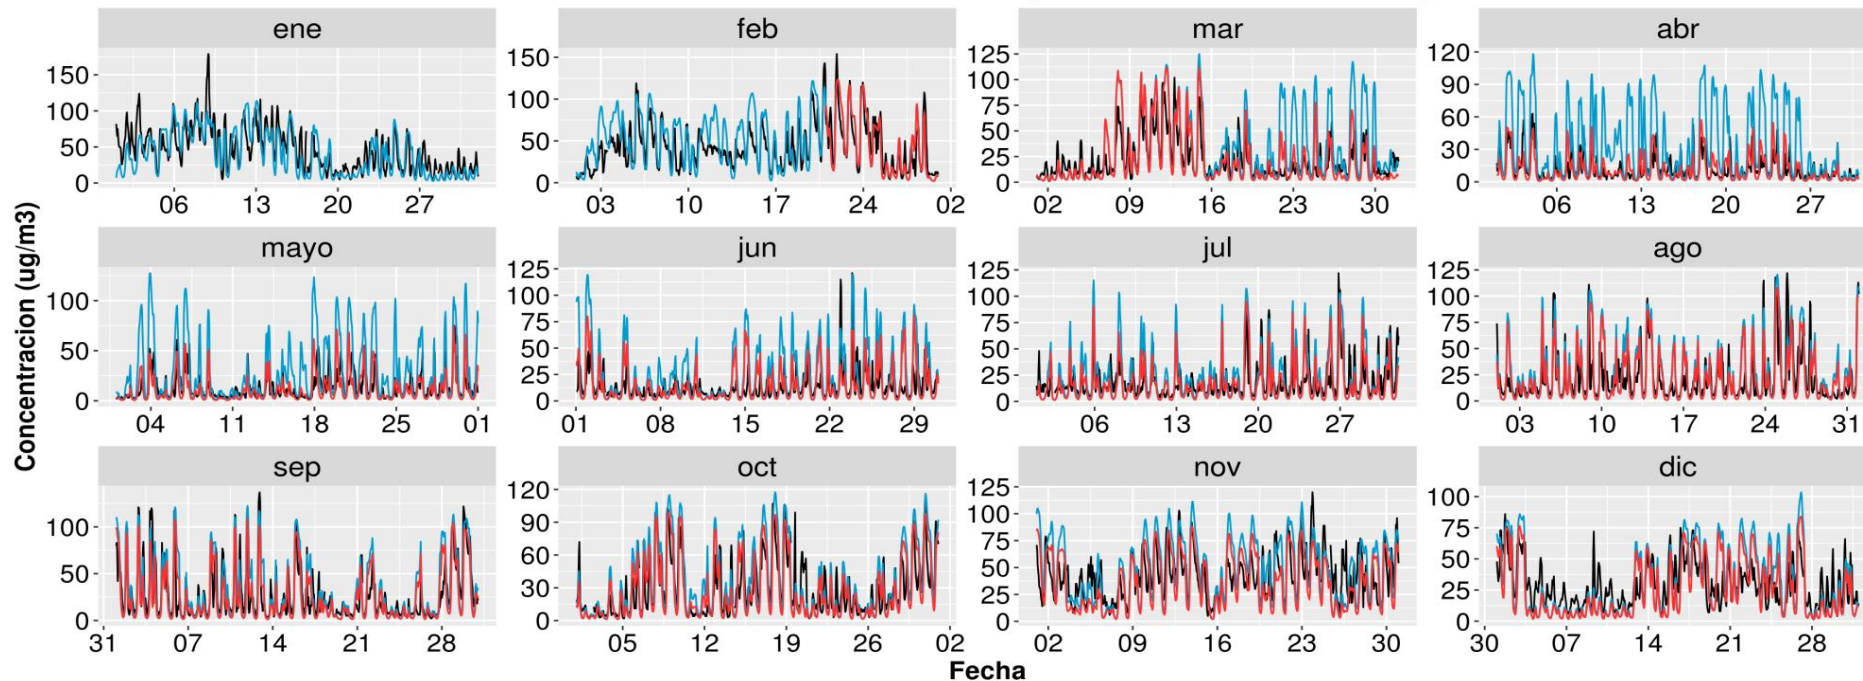 ene feb mar abr
150 100 50 0
150 100 50 0
125 100 75 50 25 0
120 90 60 30 0
06 13 20 27
03 10 17 24 02
02 09 16 23 30
06 13 20 27
mayo jun jul ago
100 50 0
125 100 75 50 25 0
125 100 75 50 25 0
125 100 75 50 25 0
04 11 18 25 01
01 08 15 22 29
06 13 20 27
03 10 17 24 31
sep oct nov dic
100 50 0
120 90 60 30 0
125 100 75 50 25 0
100 75 50 25 0
31 07 14 21 28
05 12 19 26 02
02 09 16 23 30
30 07 14 21 28
Concentracion (ug/m3)
Fecha